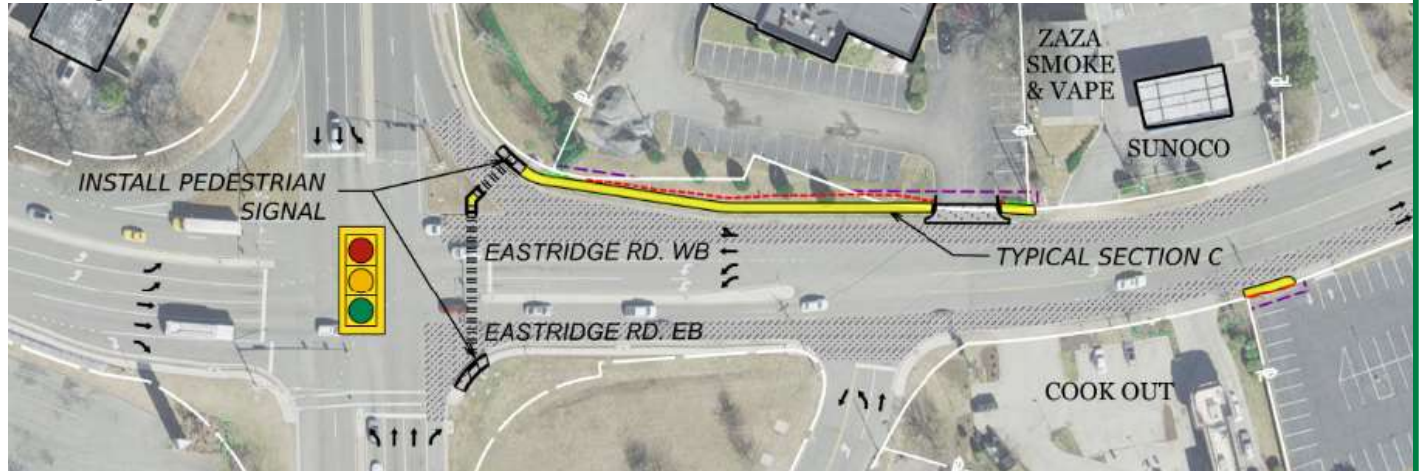 ZAZA
SMOKE
& VAPE
SUNOCO
INSTALL PEDESTRIAN
SIGNAL
EASTRIDGE RD. WB
TYPICAL SECTION C
EASTRIDGE RD. EB
COOK OUT